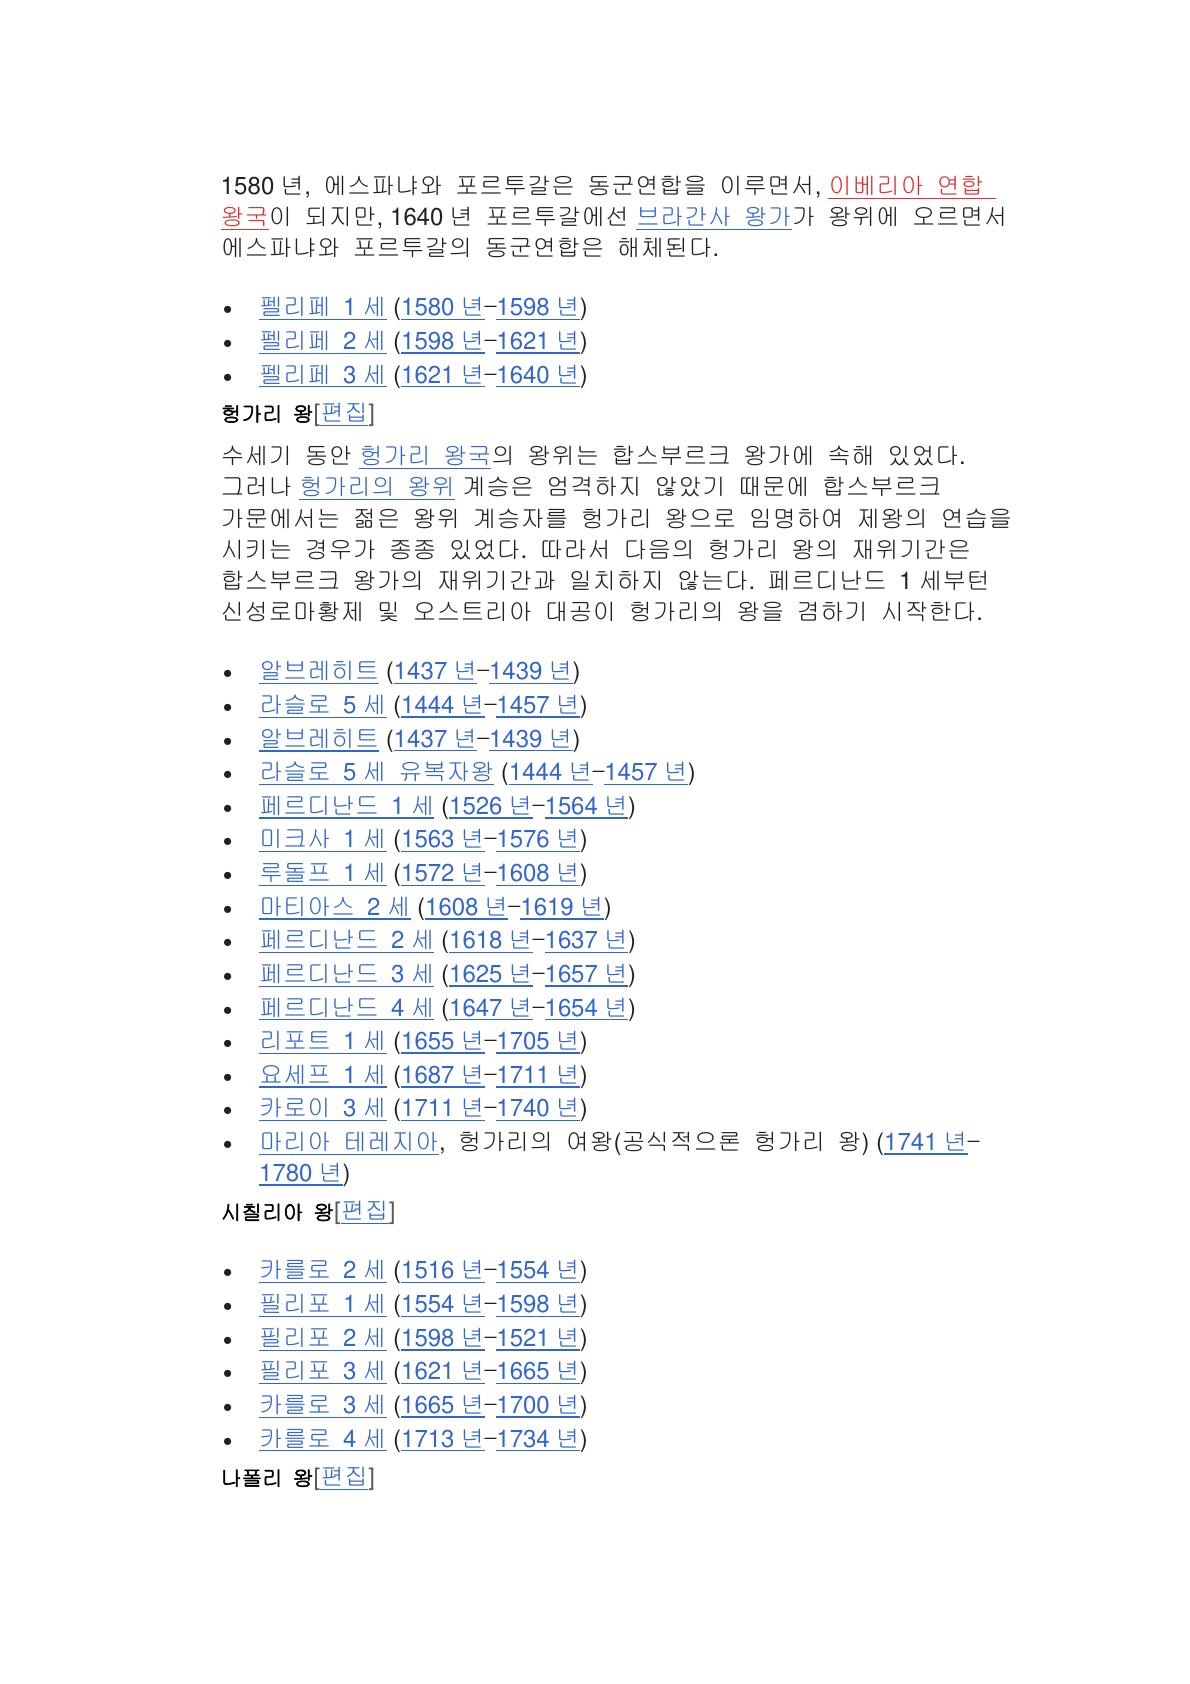 1580 년, 에스파냐와 포르투갈은 동군연합을 이루면서, 이베리아 연합
왕국이 되지만, 1640 년 포르투갈에선 브라간사 왕가가 왕위에 오르면서
에스파냐와 포르투갈의 동군연합은 해체된다.
• 펠리페 1 세 (1580 년–1598 년)
• 펠리페 2 세 (1598 년–1621 년)
• 펠리페 3 세 (1621 년–1640 년)
헝가리 왕[편집]
수세기 동안 헝가리 왕국의 왕위는 합스부르크 왕가에 속해 있었다.
그러나 헝가리의 왕위 계승은 엄격하지 않았기 때문에 합스부르크
가문에서는 젊은 왕위 계승자를 헝가리 왕으로 임명하여 제왕의 연습을
시키는 경우가 종종 있었다. 따라서 다음의 헝가리 왕의 재위기간은
합스부르크 왕가의 재위기간과 일치하지 않는다. 페르디난드 1 세부턴
신성로마황제 및 오스트리아 대공이 헝가리의 왕을 겸하기 시작한다.
• 알브레히트 (1437 년–1439 년)
• 라슬로 5 세 (1444 년–1457 년)
• 알브레히트 (1437 년–1439 년)
• 라슬로 5 세 유복자왕 (1444 년–1457 년)
• 페르디난드 1 세 (1526 년–1564 년)
• 미크사 1 세 (1563 년–1576 년)
• 루돌프 1 세 (1572 년–1608 년)
• 마티아스 2 세 (1608 년–1619 년)
• 페르디난드 2 세 (1618 년–1637 년)
• 페르디난드 3 세 (1625 년–1657 년)
• 페르디난드 4 세 (1647 년–1654 년)
• 리포트 1 세 (1655 년–1705 년)
• 요세프 1 세 (1687 년–1711 년)
• 카로이 3 세 (1711 년–1740 년)
• 마리아 테레지아, 헝가리의 여왕(공식적으론 헝가리 왕) (1741 년–
1780 년)
시칠리아 왕[편집]
• 카를로 2 세 (1516 년–1554 년)
• 필리포 1 세 (1554 년–1598 년)
• 필리포 2 세 (1598 년–1521 년)
• 필리포 3 세 (1621 년–1665 년)
• 카를로 3 세 (1665 년–1700 년)
• 카를로 4 세 (1713 년–1734 년)
나폴리 왕[편집]